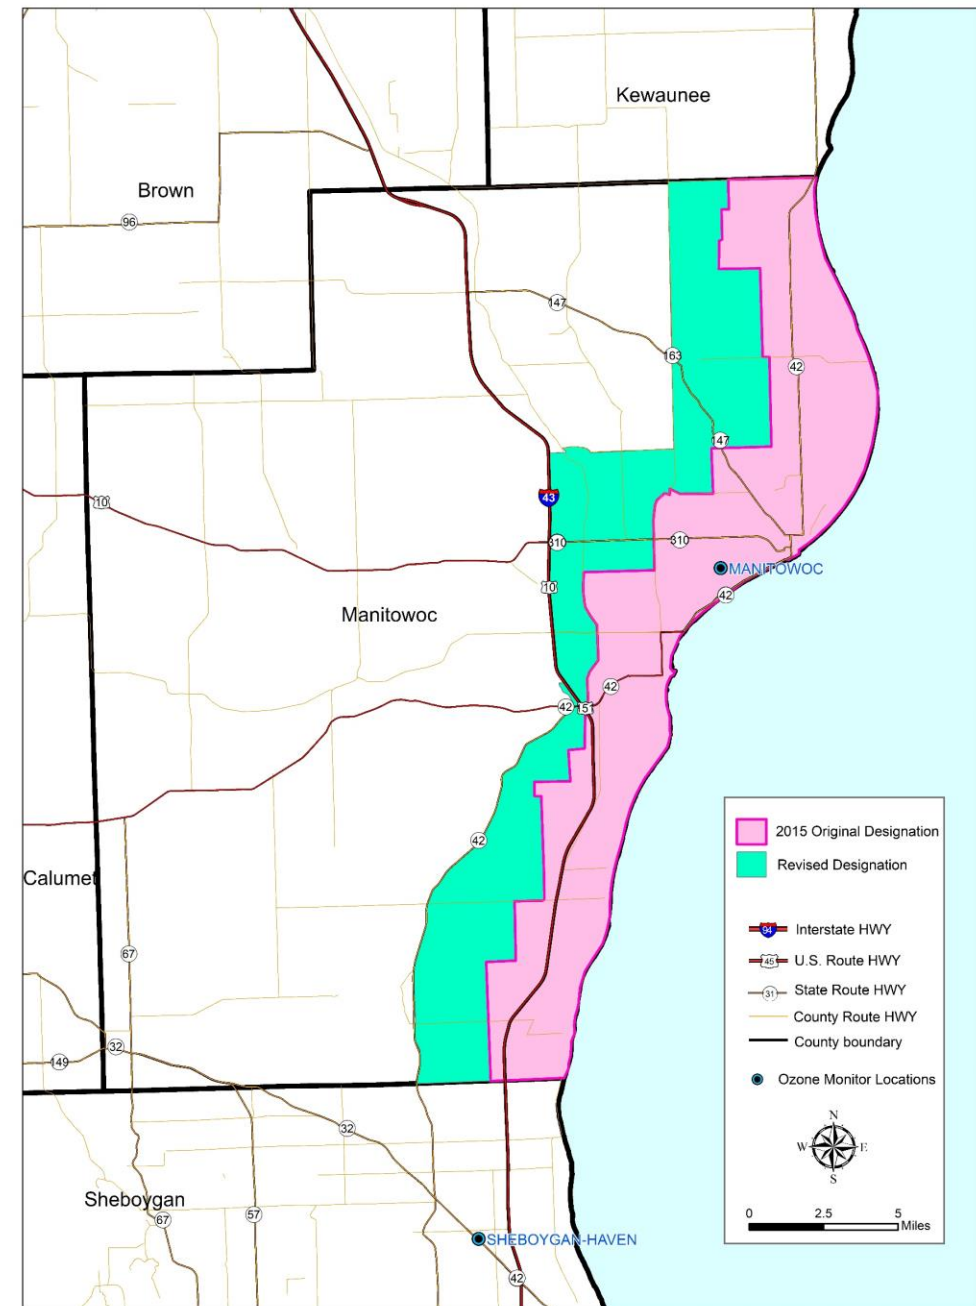 Kewaunee
Brown
96
147
163
42
147
10
43
310
310
MANITOWOC
10
42
Manitowoc
42
42
151
42
Calumet
67
149
32
32
Sheboygan
67
57
SHEBOYGAN-HAVEN
42
2015 Original Designation
Revised Designation
94 Interstate HWY
45 U.S. Route HWY
31 State Route HWY
County Route HWY
County boundary
Ozone Monitor Locations
N
W E
S
0 2.5 5
Miles